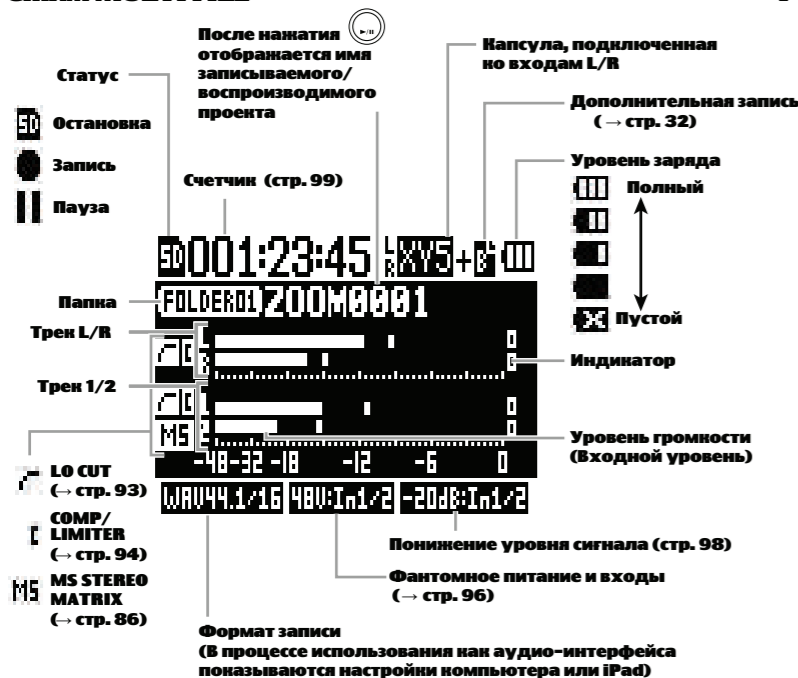 После нажатия
отображается имя
записываемого/
воспроизводимого
проекта
Капсула, подключенная
ко входам L/R
Статус
Дополнительная запись
(→ стр. 32)
SD Остановка
Запись
Пауза
Счетчик (стр. 99)
Уровень заряда
Полный
Пустой
SD 001:23:45 L R XY5+B
Папка
FOLDER01 ZOOM0001
Трек L/R
Индикатор
Трек 1/2
MS
Уровень громкости
(Входной уровень)
-48 -32 -18 -12 -6 0
WAV44.1/16 48V:In1/2 -20dB:In1/2
LO CUT
(→ стр. 93)
COMP/
LIMITER
(→ стр. 94)
MS MS STEREO
MATRIX
(→ стр. 86)
Понижение уровня сигнала (стр. 98)
Фантомное питание и входы
(→ стр. 96)
Формат записи
(В процессе использования как аудио-интерфейса
показываются настройки компьютера или iPad)